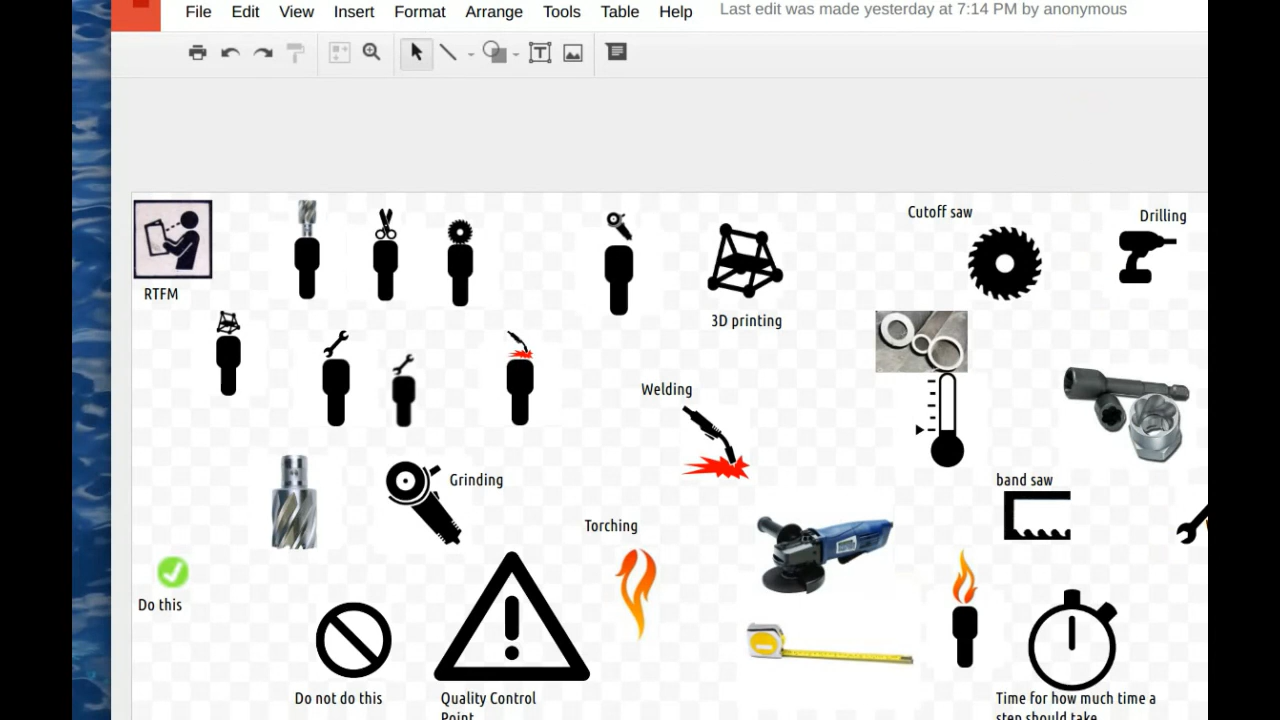 File Edit View Insert Format Arrange Tools Table Help
Last edit was made yesterday at 7:14 PM by anonymous
Cutoff saw
Drilling
RTFM
3D printing
Welding
Grinding
band saw
Torching
Do this
Do not do this
Quality Control
Point
Time for how much time a
step should take